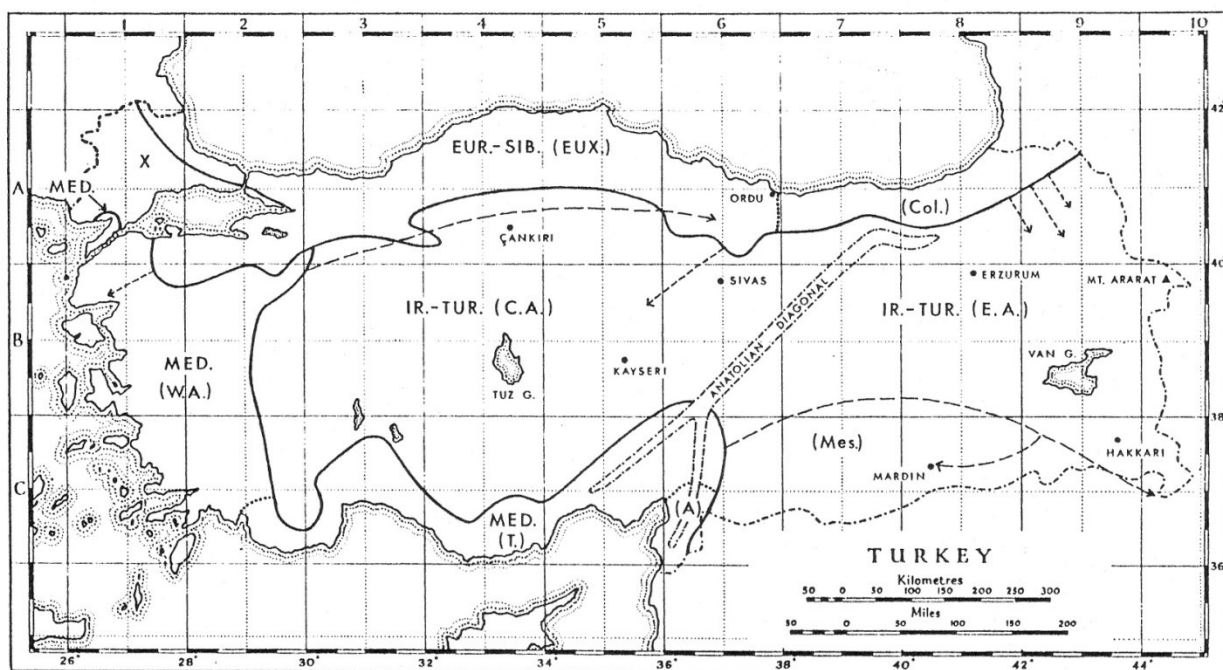 1 2 3 4 5 6 7 8 9 10
42
EUR.-SIB. (EUX.)
X
A
MED.
ORDU
(Col.)
A
ÇANKIRI
40
SIVAS
ERZURUM
MT. ARARAT
IR.-TUR. (C.A.)
IR.-TUR. (E.A.)
ANATOLIAN DIAGONAL
B
B
MED.
(W.A.)
TUZ G.
KAYSERI
VAN G.
38
(Mes.)
HAKKARI
MARDIN
C
C
(A)
MED.
(T.)
TURKEY
36
Kilometres
50 0 50 100 150 200 250 300
Miles
50 0 50 100 150 200
26° 28° 30° 32° 34° 36° 38° 40° 42° 44°